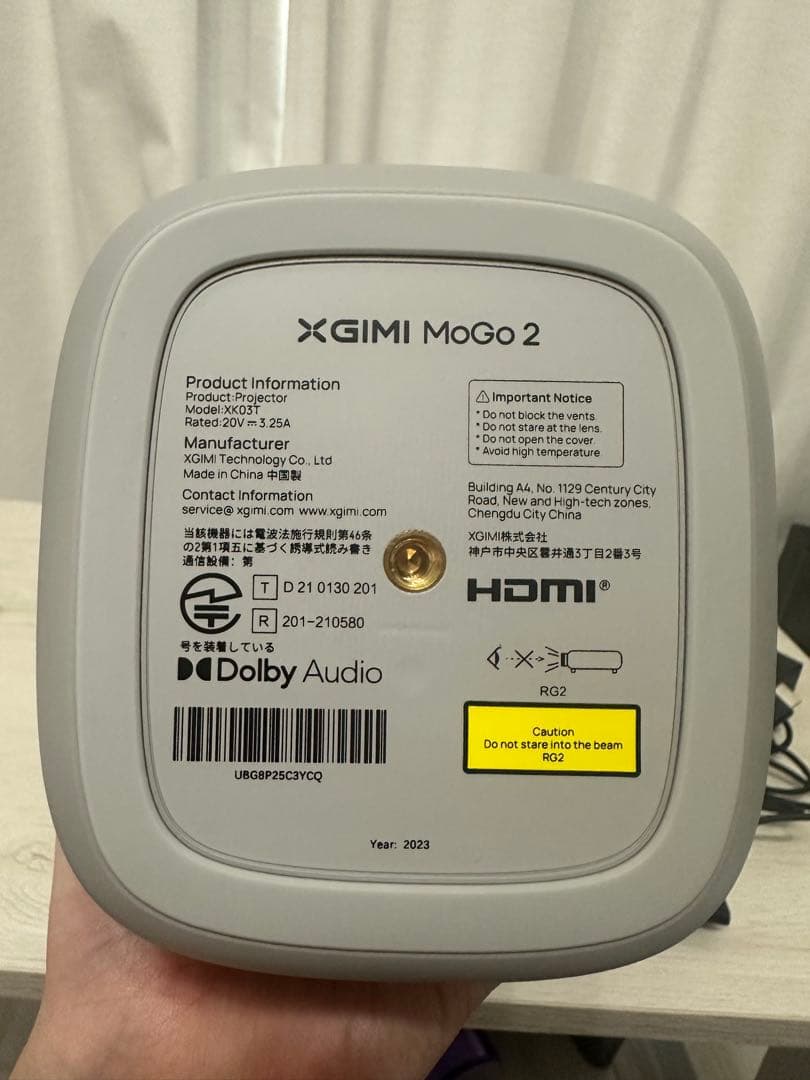 XGIMI MoGo 2
Product Information
Product:Projector
Model:XK03T
Rated:20V⎓3.25A
Manufacturer
XGIMI Technology Co., Ltd
Made in China 中国製
Contact Information
service@ xgimi.com www.xgimi.com
当該機器には電波法施行規則第46条
の2第1項五に基づく誘導式読み書き
通信設備: 第
T D 21 0130 201
R 201-210580
号を装着している
Dolby Audio
UBG8P25C3YCQ
⚠ Important Notice
* Do not block the vents.
* Do not stare at the lens.
* Do not open the cover.
* Avoid high temperature
Building A4, No. 1129 Century City
Road, New and High-tech zones,
Chengdu City China
XGIMI株式会社
神户市中央区雲井通3丁目2番3号
HDMI®
RG2
Caution
Do not stare into the beam
RG2
Year: 2023